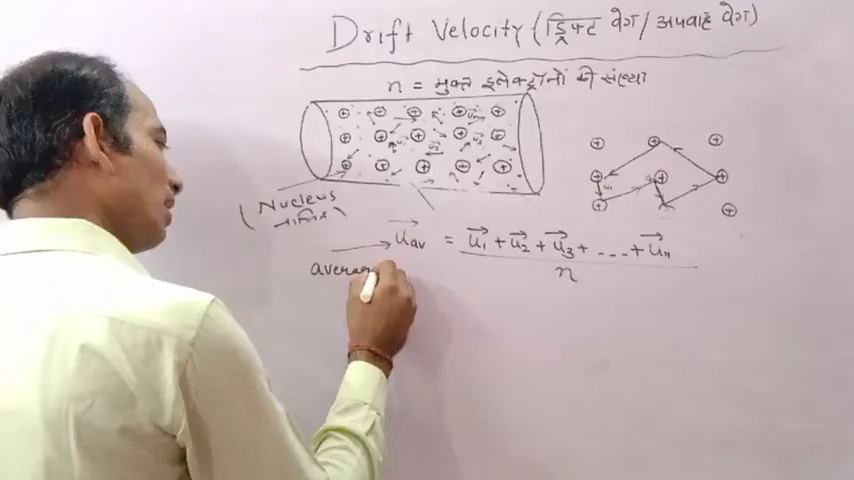 Drift Velocity (ड्रिफ्ट वेग / अपवाह वेग)
n = मुक्त इलेक्ट्रॉनों की संख्या
(Nucleus
नाभिक)
u⃗av = (u⃗1 + u⃗2 + u⃗3 + ... + u⃗n) / n
average